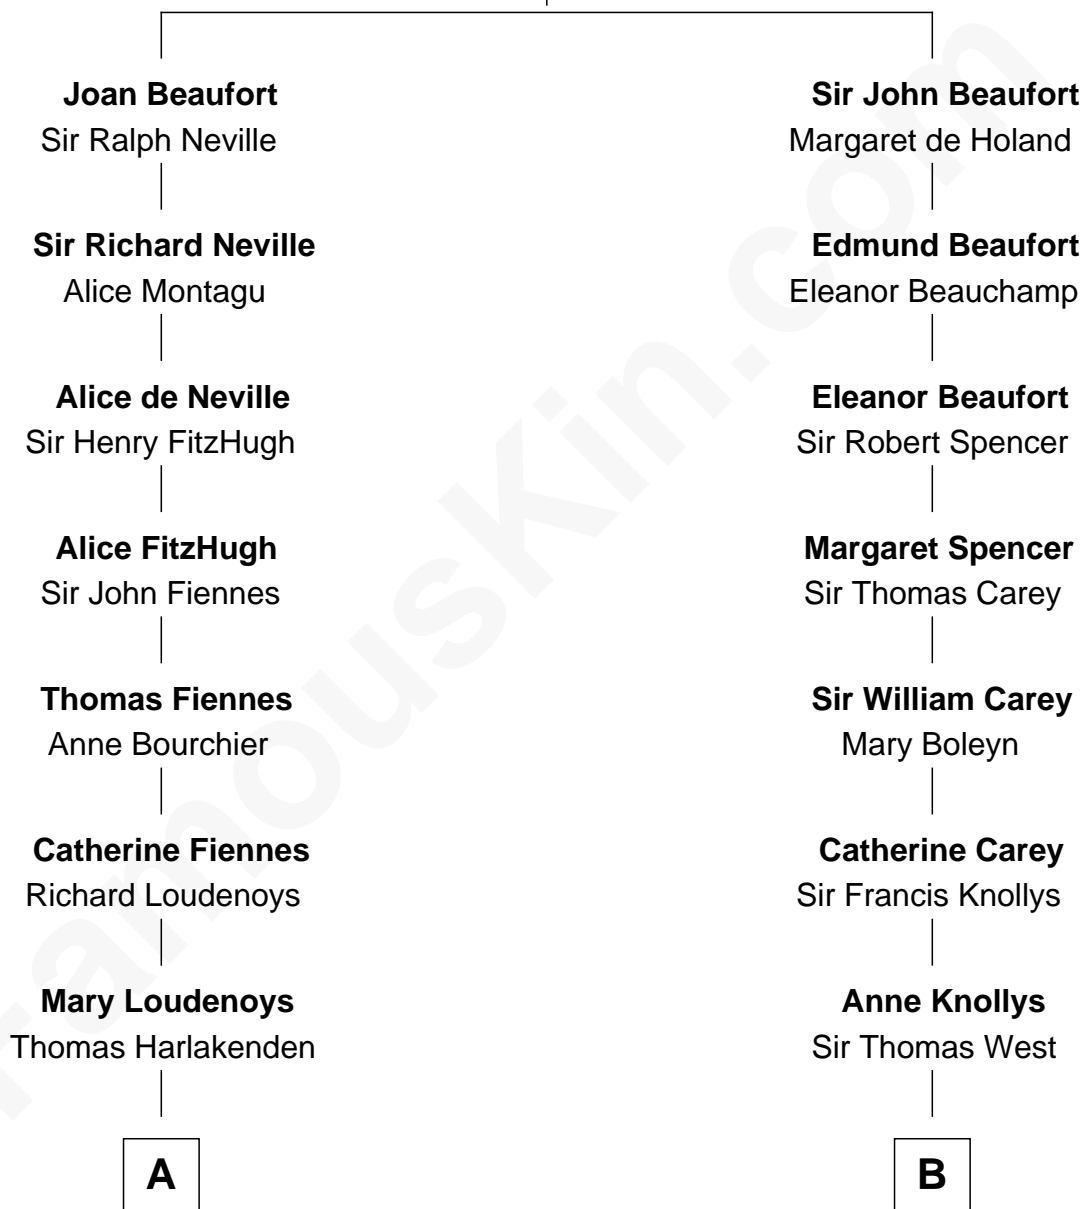 Joan Beaufort
Sir Ralph Neville
Sir John Beaufort
Margaret de Holand
Sir Richard Neville
Alice Montagu
Edmund Beaufort
Eleanor Beauchamp
Alice de Neville
Sir Henry FitzHugh
Eleanor Beaufort
Sir Robert Spencer
Alice FitzHugh
Sir John Fiennes
Margaret Spencer
Sir Thomas Carey
Thomas Fiennes
Anne Bourchier
Sir William Carey
Mary Boleyn
Catherine Fiennes
Richard Loudenoys
Catherine Carey
Sir Francis Knollys
Mary Loudenoys
Thomas Harlakenden
Anne Knollys
Sir Thomas West
A
B
FamousKin.com